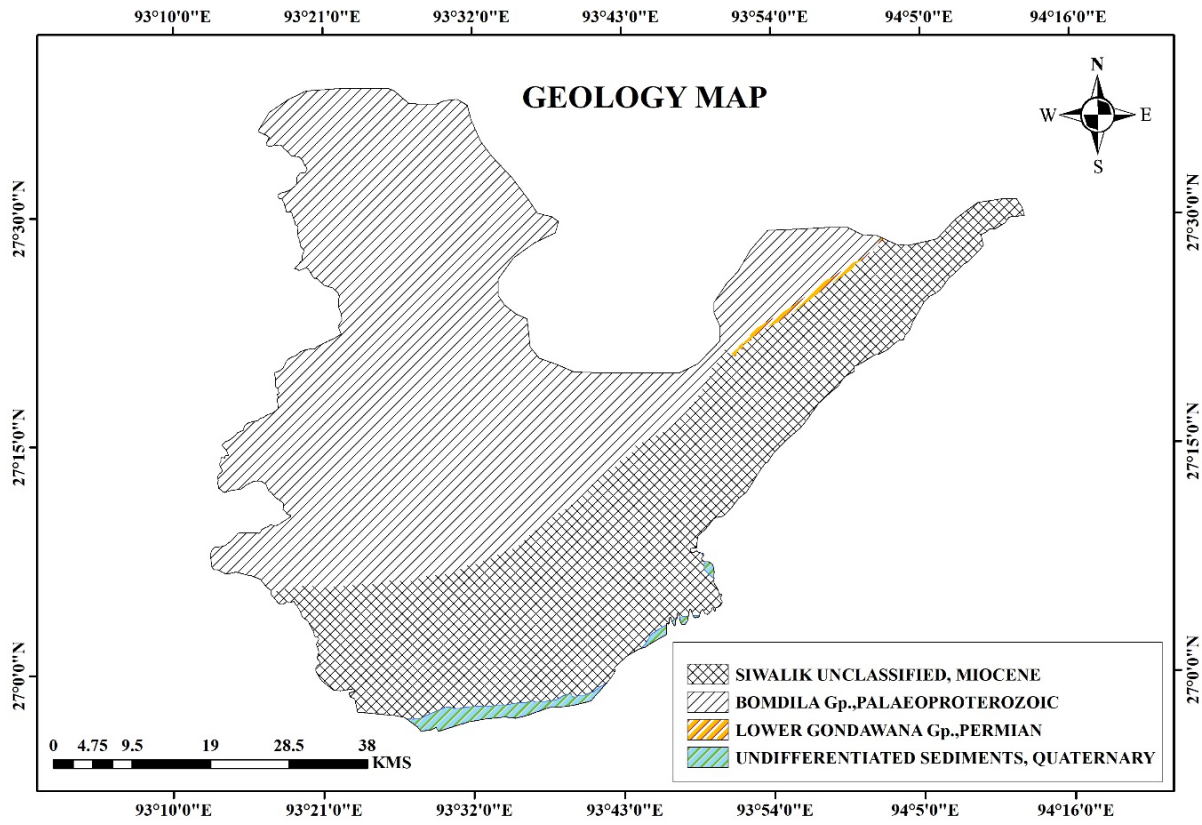 93°10'0"E 93°21'0"E 93°32'0"E 93°43'0"E 93°54'0"E 94°5'0"E 94°16'0"E
GEOLOGY MAP
N
W E
S
27°30'0"N 27°30'0"N
27°15'0"N 27°15'0"N
27°0'0"N 27°0'0"N
SIWALIK UNCLASSIFIED, MIOCENE
BOMDILA Gp.,PALAEOPROTEROZOIC
LOWER GONDAWANA Gp.,PERMIAN
UNDIFFERENTIATED SEDIMENTS, QUATERNARY
0 4.75 9.5 19 28.5 38
KMS
93°10'0"E 93°21'0"E 93°32'0"E 93°43'0"E 93°54'0"E 94°5'0"E 94°16'0"E